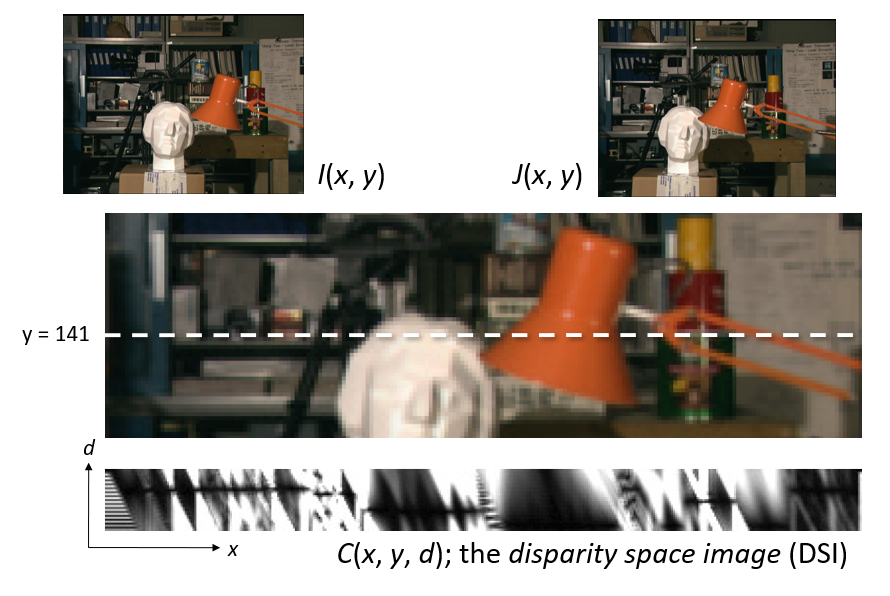 I(x, y)
J(x, y)
y = 141
d
x
C(x, y, d); the disparity space image (DSI)